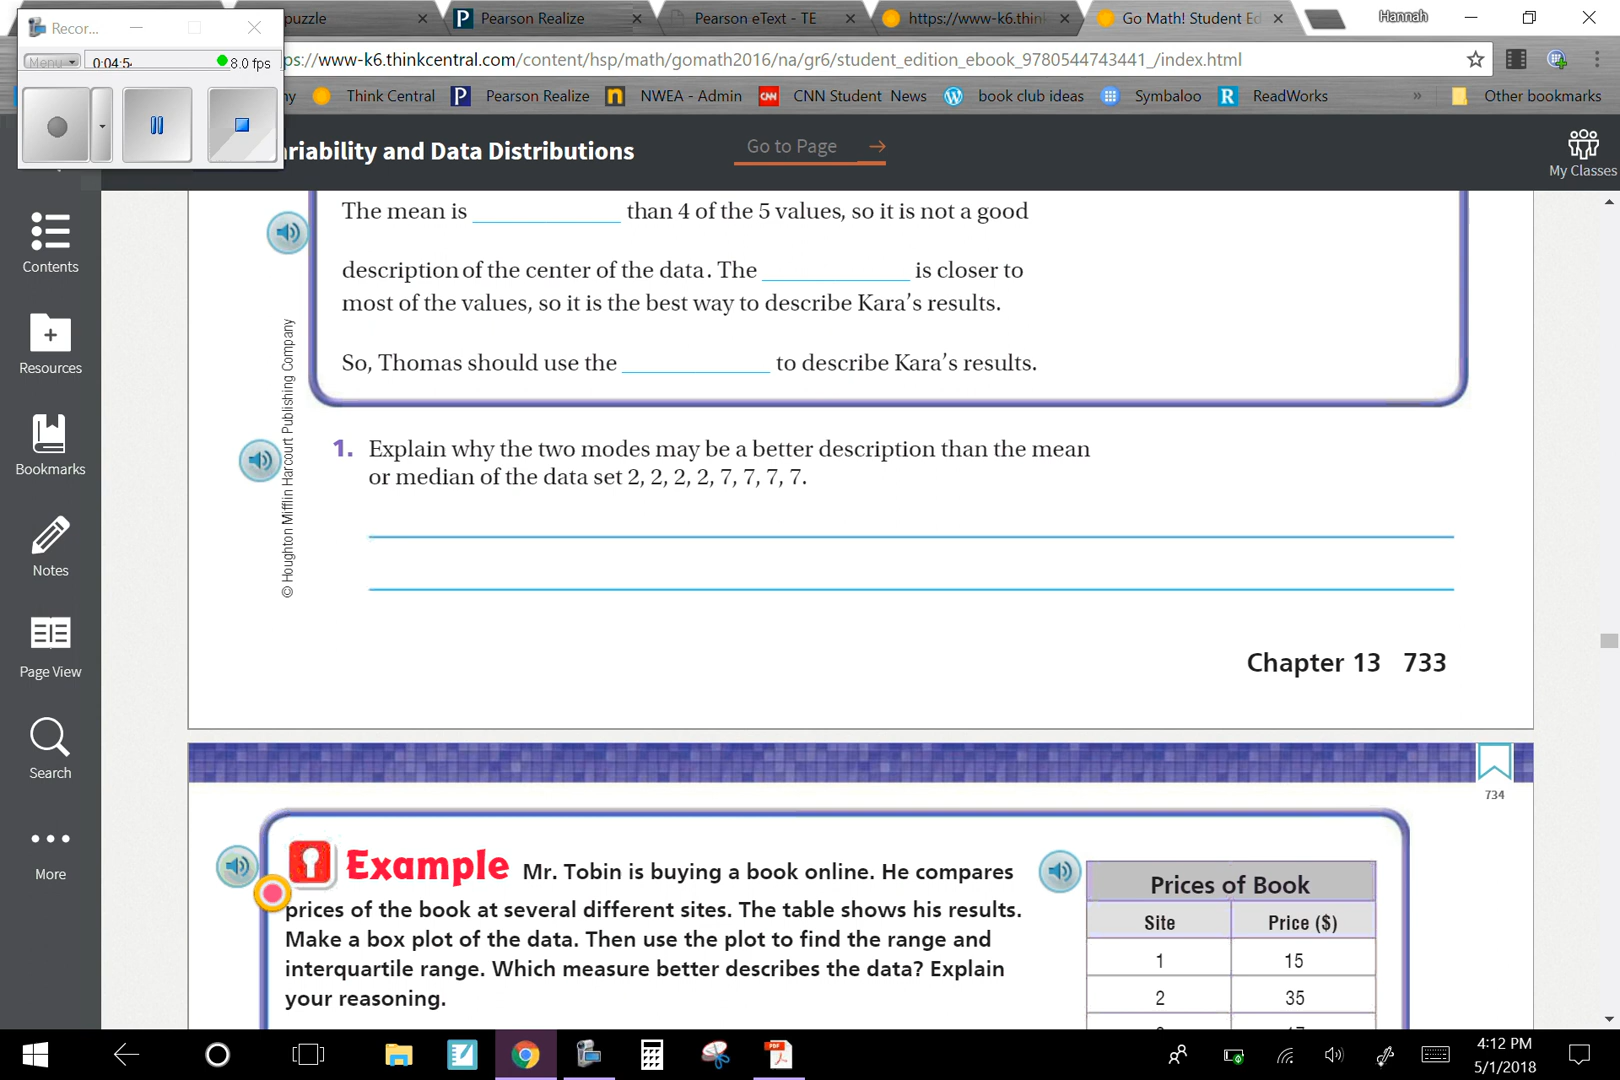 Recor...
Menu
0:04:5
8.0 fps
puzzle
Pearson Realize
Pearson eText - TE
https://www-k6.thin
Go Math! Student Ed
Hannah
ps://www-k6.thinkcentral.com/content/hsp/math/gomath2016/na/gr6/student_edition_ebook_9780544743441_/index.html
ny
Think Central
Pearson Realize
NWEA - Admin
CNN Student News
book club ideas
Symbaloo
ReadWorks
»
Other bookmarks
riability and Data Distributions
Go to Page
My Classes
Contents
Resources
Bookmarks
Notes
Page View
Search
More
The mean is ____________ than 4 of the 5 values, so it is not a good
description of the center of the data. The ____________ is closer to
most of the values, so it is the best way to describe Kara's results.
So, Thomas should use the ____________ to describe Kara's results.
© Houghton Mifflin Harcourt Publishing Company
1. Explain why the two modes may be a better description than the mean
or median of the data set 2, 2, 2, 2, 7, 7, 7, 7.
Chapter 13 733
734
Example Mr. Tobin is buying a book online. He compares
prices of the book at several different sites. The table shows his results.
Make a box plot of the data. Then use the plot to find the range and
interquartile range. Which measure better describes the data? Explain
your reasoning.
Prices of Book
Site Price ($)
1 15
2 35
4:12 PM
5/1/2018